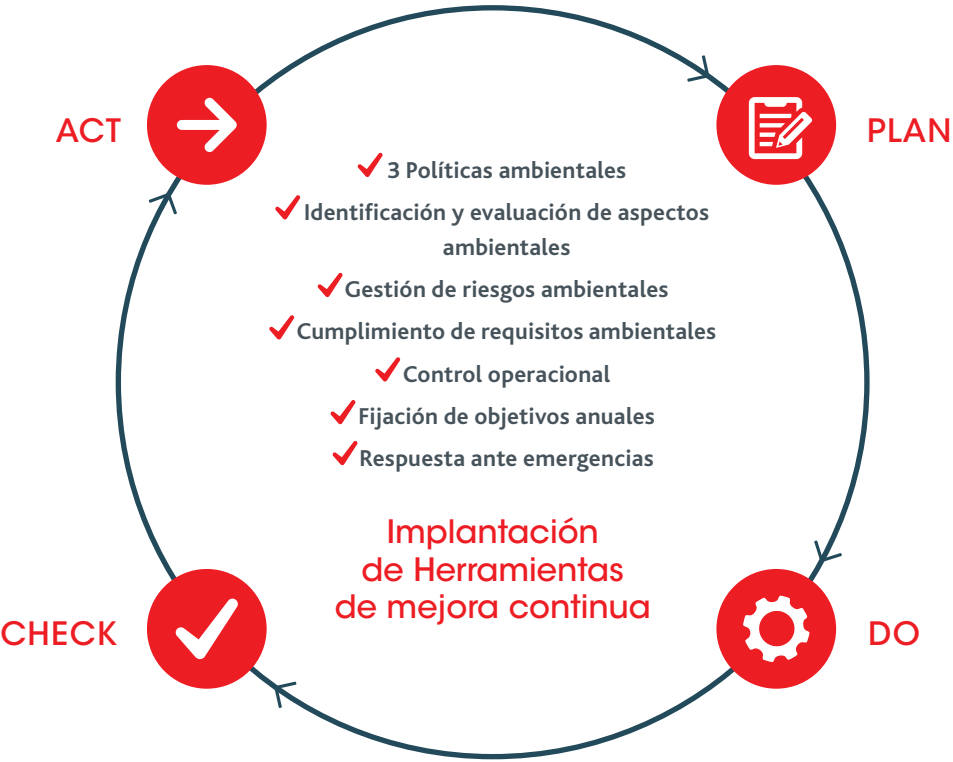 ACT
PLAN
3 Políticas ambientales
Identificación y evaluación de aspectos
ambientales
Gestión de riesgos ambientales
Cumplimiento de requisitos ambientales
Control operacional
Fijación de objetivos anuales
Respuesta ante emergencias
Implantación
de Herramientas
de mejora continua
CHECK
DO